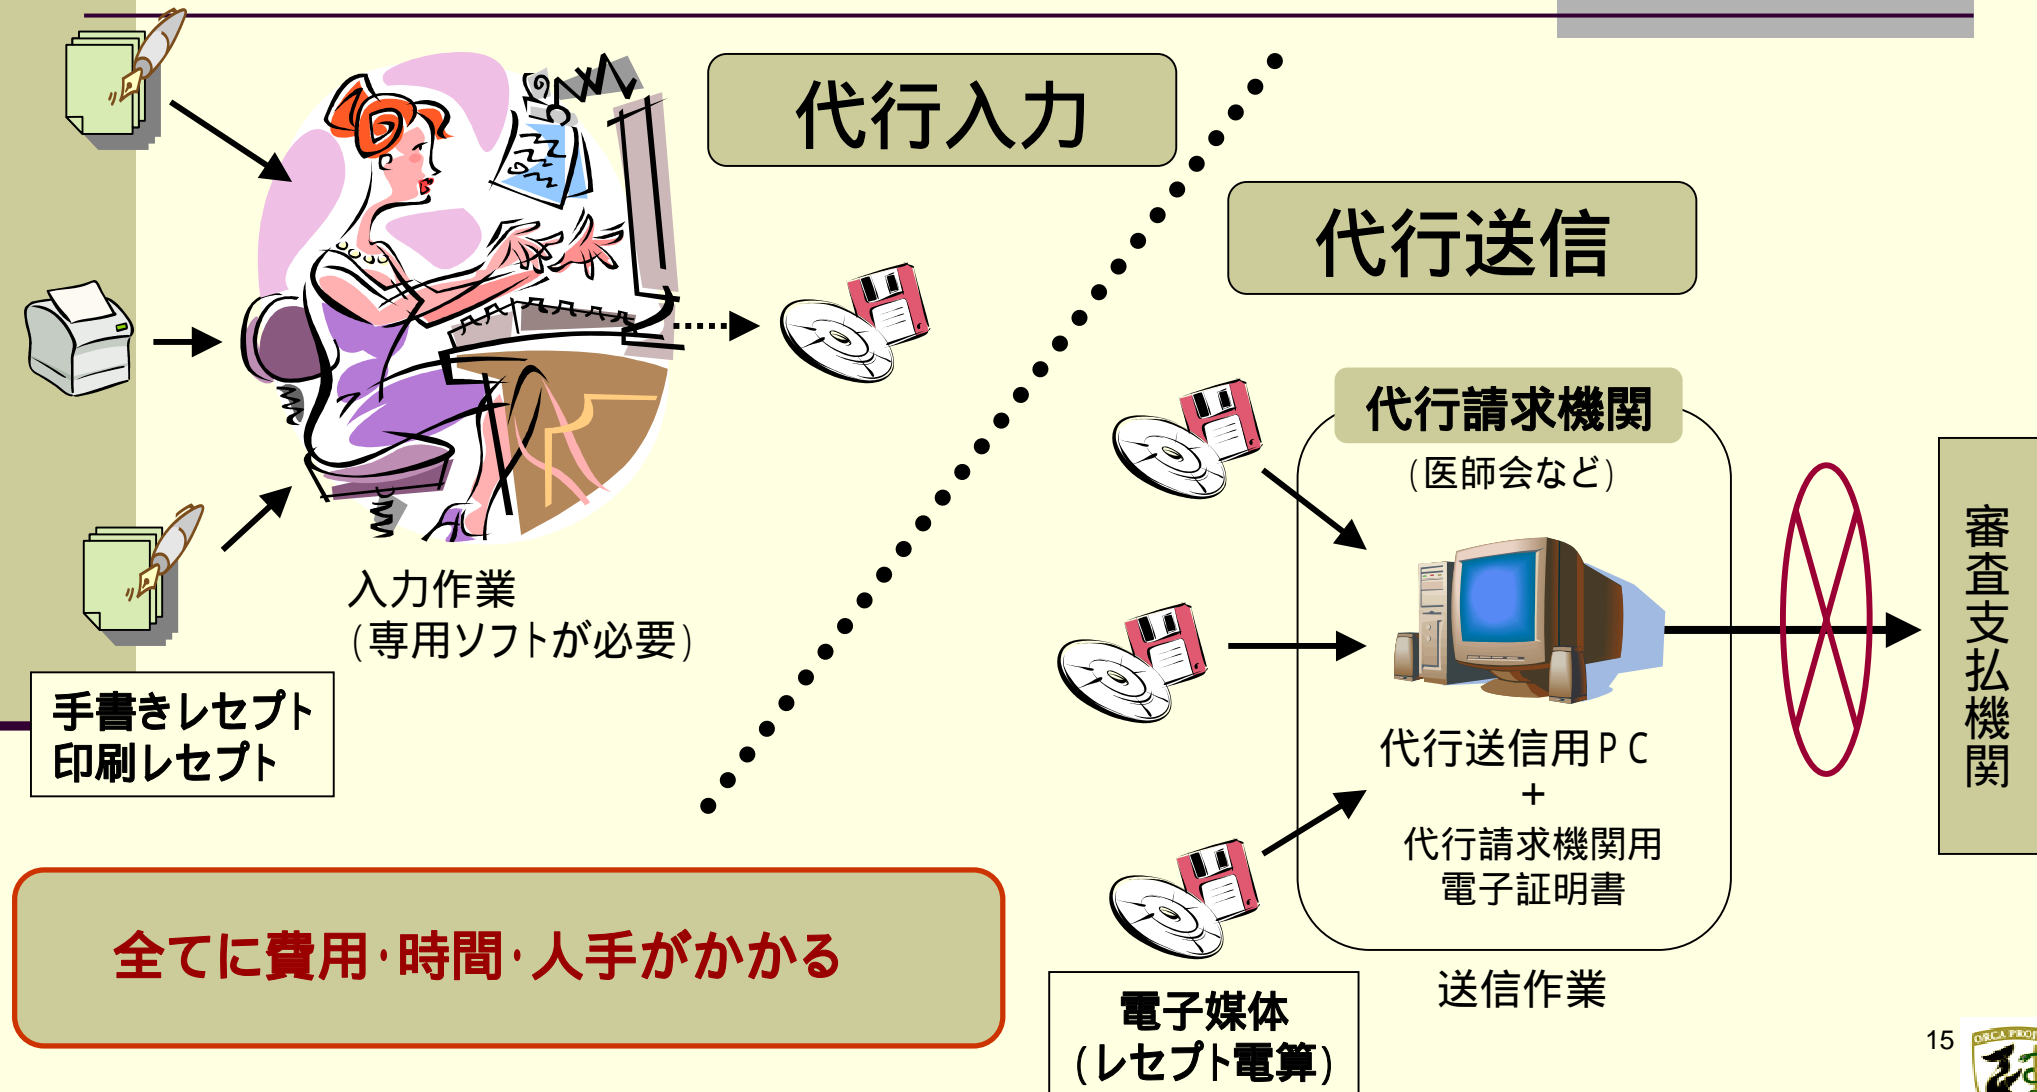 代行入力
代行送信
代行請求機関
(医師会など)
審査支払機関
入力作業
(専用ソフトが必要)
手書きレセプト
印刷レセプト
代行送信用PC
+
代行請求機関用
電子証明書
全てに費用・時間・人手がかかる
送信作業
電子媒体
(レセプト電算)
15